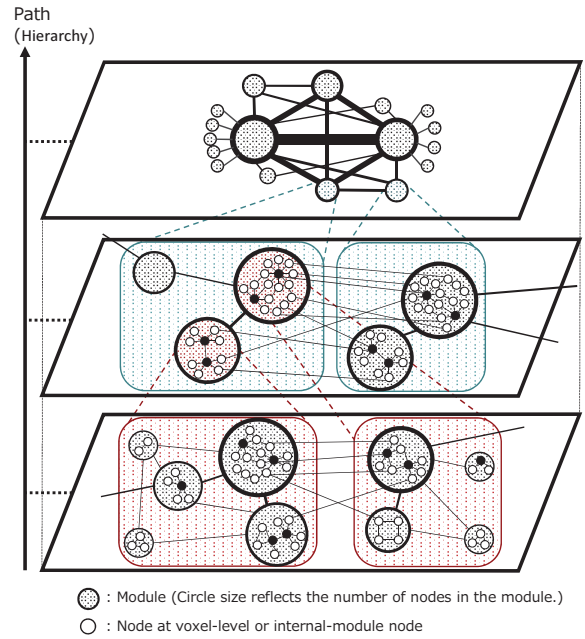 Path
(Hierarchy)
: Module (Circle size reflects the number of nodes in the module.)
: Node at voxel-level or internal-module node